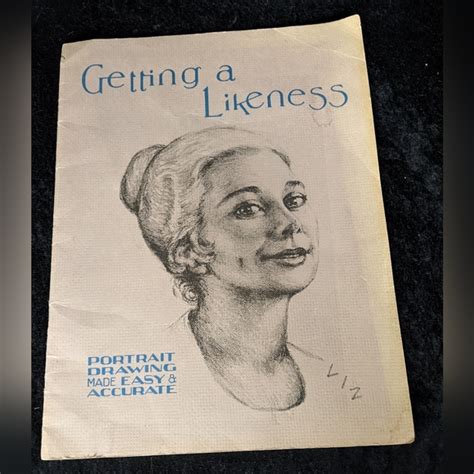 Getting a
Likeness
PORTRAIT
DRAWING
MADE EASY &
ACCURATE
LIZ